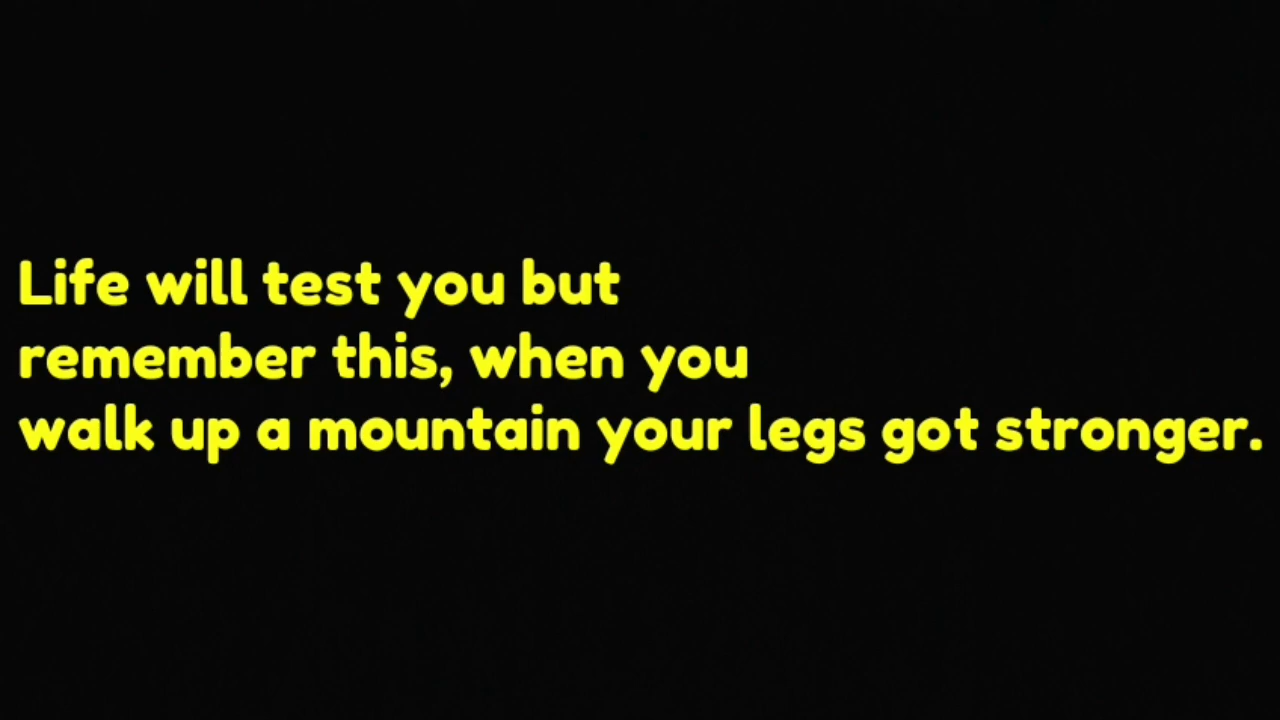 Life will test you but
remember this, when you
walk up a mountain your legs got stronger.